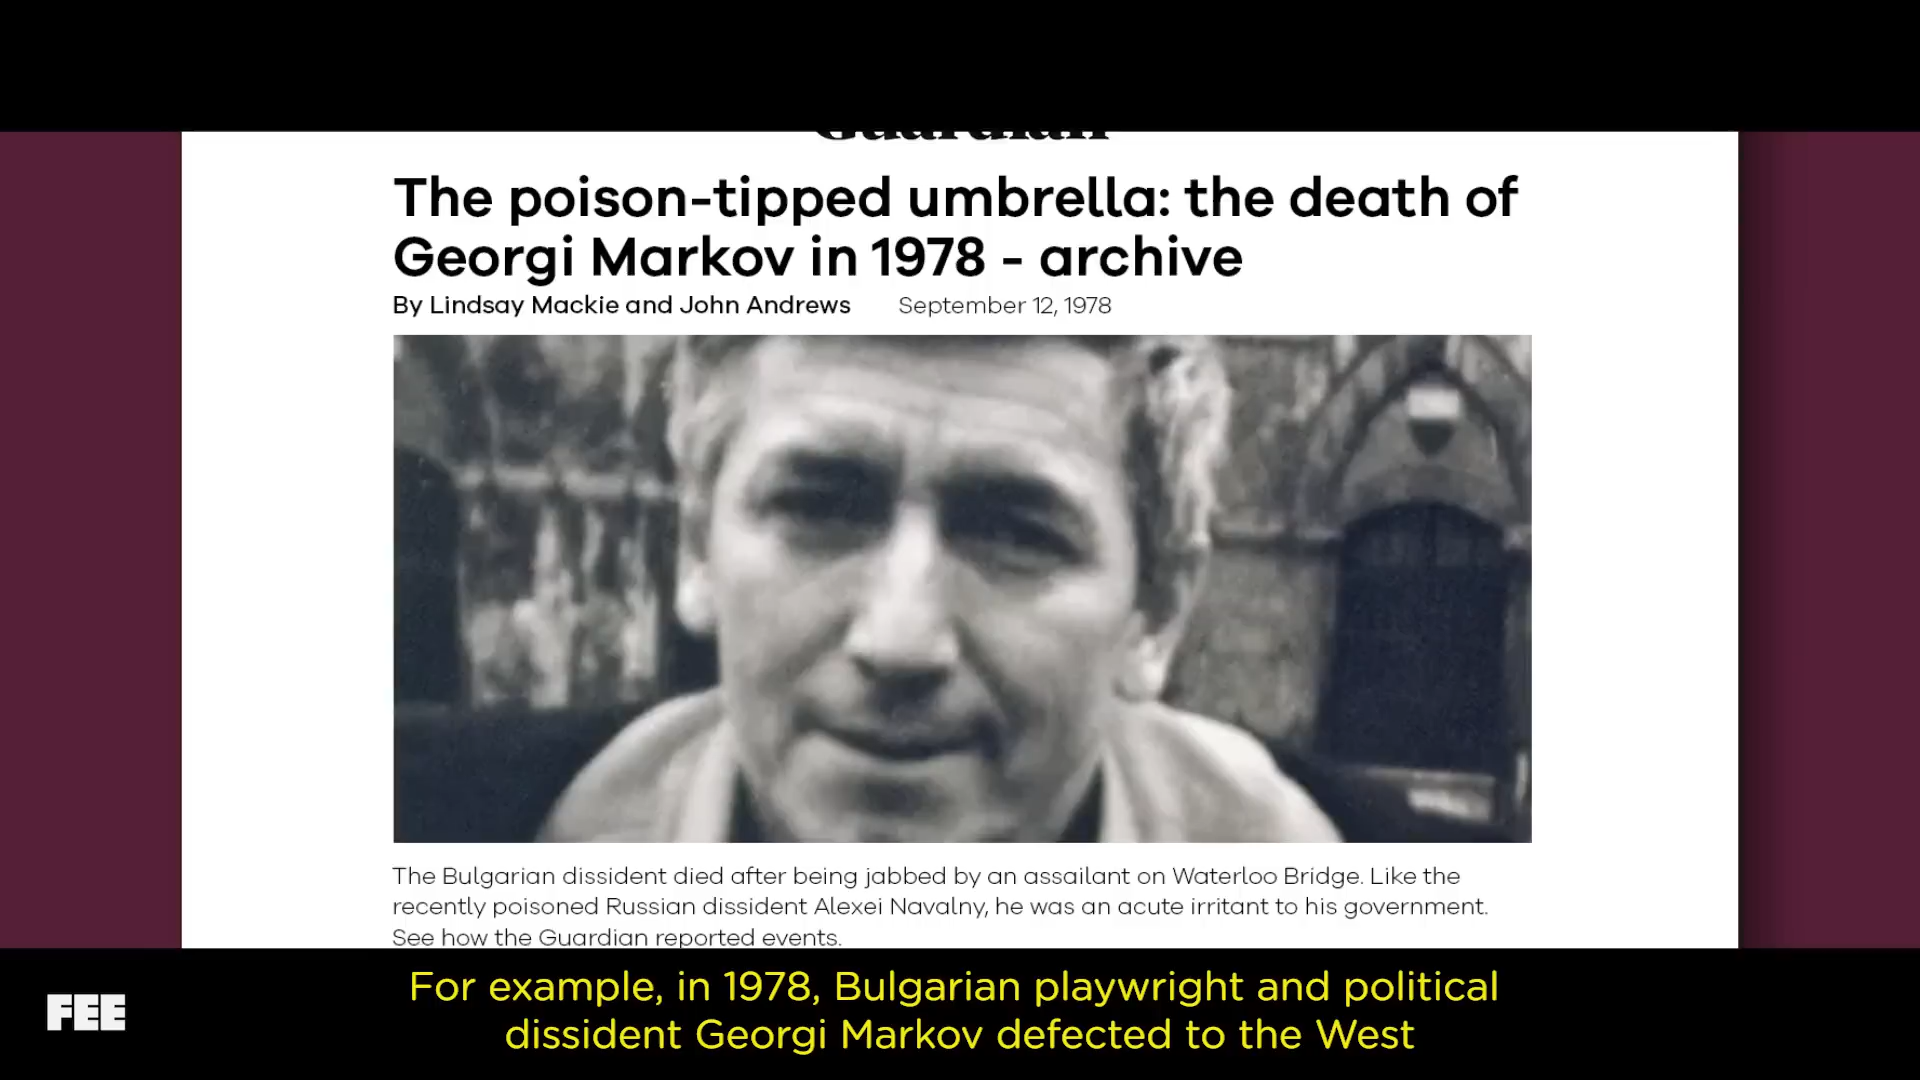 Guardian
The poison-tipped umbrella: the death of
Georgi Markov in 1978 - archive
By Lindsay Mackie and John Andrews September 12, 1978
The Bulgarian dissident died after being jabbed by an assailant on Waterloo Bridge. Like the
recently poisoned Russian dissident Alexei Navalny, he was an acute irritant to his government.
See how the Guardian reported events.
FEE
For example, in 1978, Bulgarian playwright and political
dissident Georgi Markov defected to the West